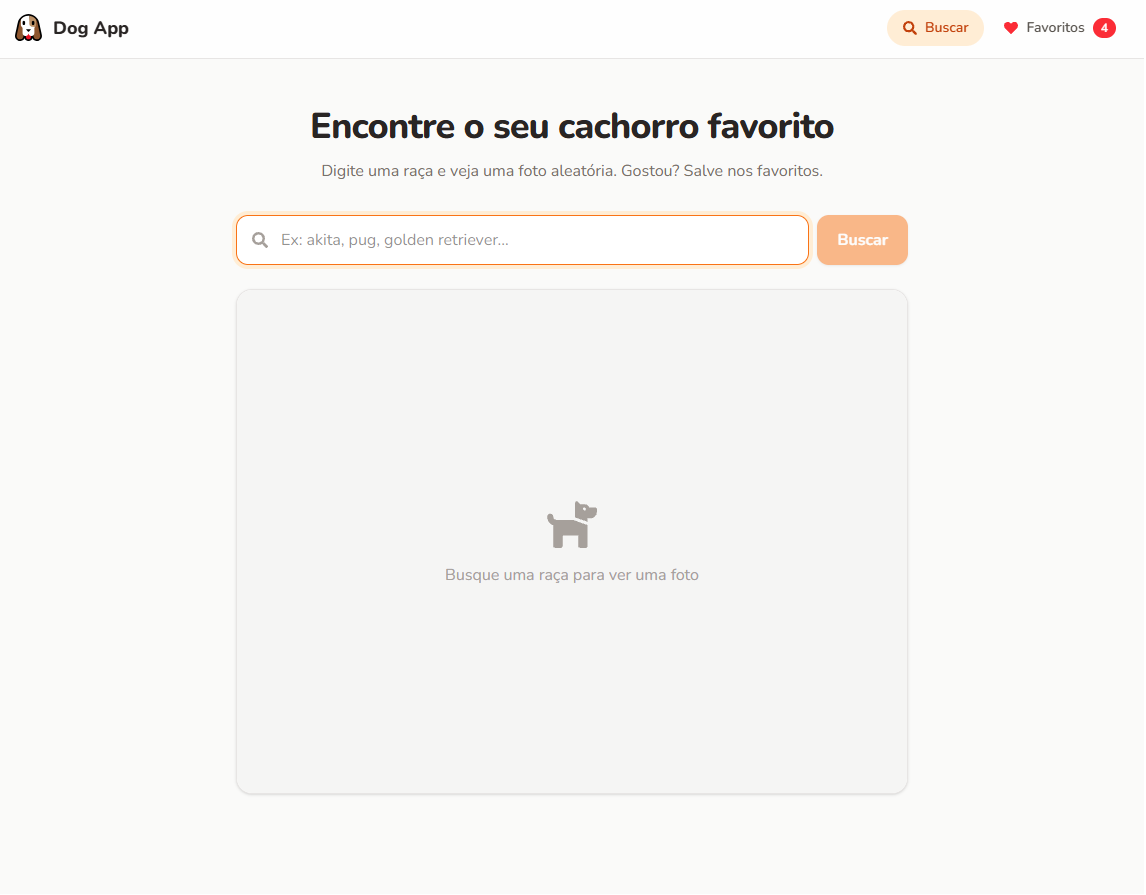 Dog App
Buscar
Favoritos 4
Encontre o seu cachorro favorito
Digite uma raça e veja uma foto aleatória. Gostou? Salve nos favoritos.
Ex: akita, pug, golden retriever...
Buscar
Busque uma raça para ver uma foto